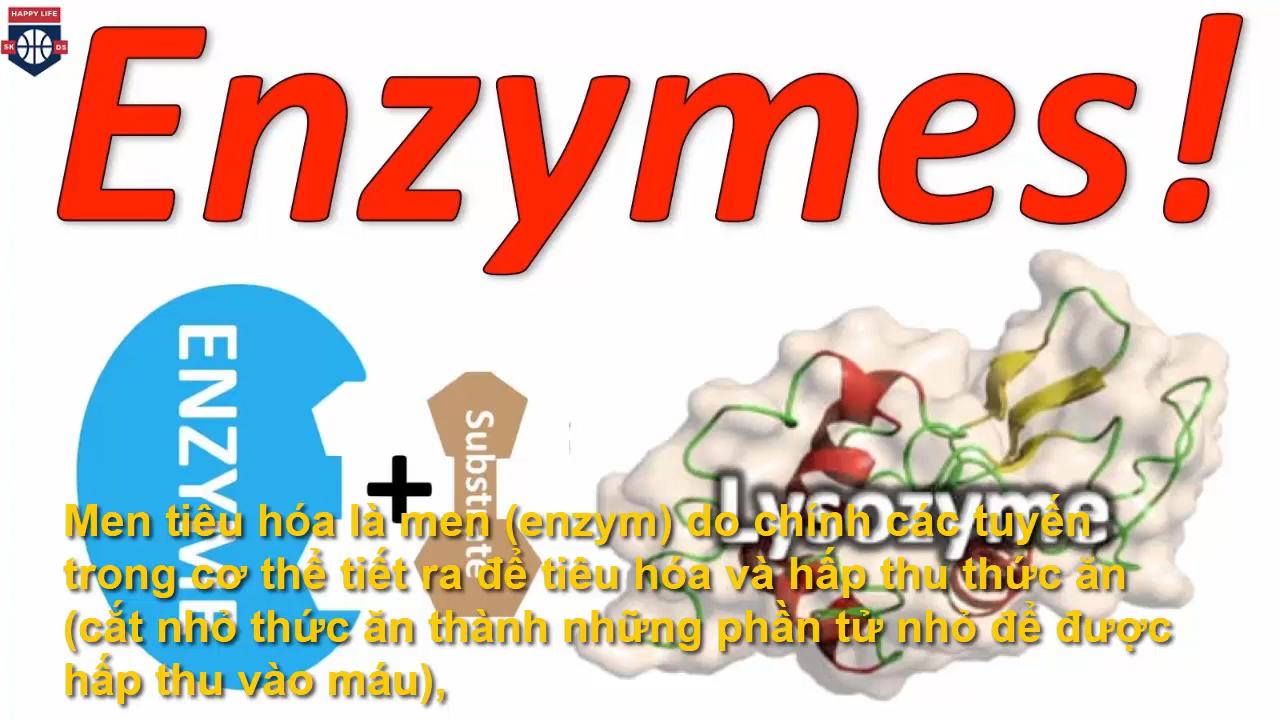 HAPPY LIFE
SK DS
Enzymes!
ENZYME
+
Substrate
Lysozyme
Men tiêu hóa là men (enzym) do chính các tuyến
trong cơ thể tiết ra để tiêu hóa và hấp thu thức ăn
(cắt nhỏ thức ăn thành những phần tử nhỏ để được
hấp thu vào máu),